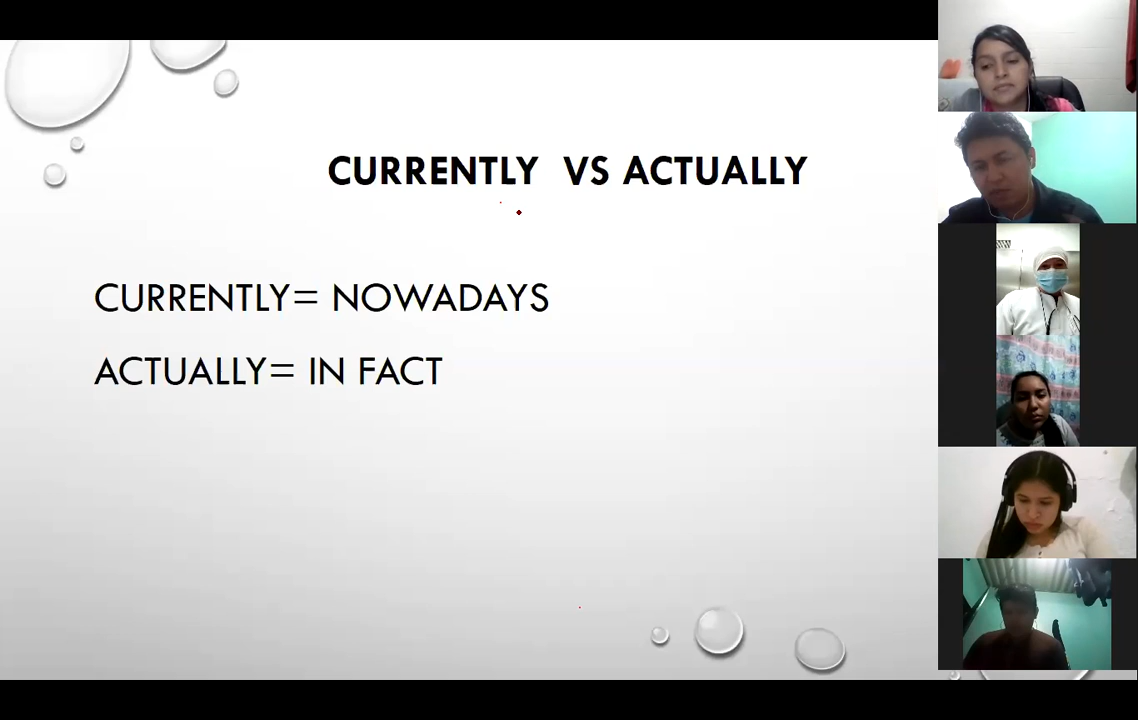 CURRENTLY VS ACTUALLY
CURRENTLY= NOWADAYS
ACTUALLY= IN FACT